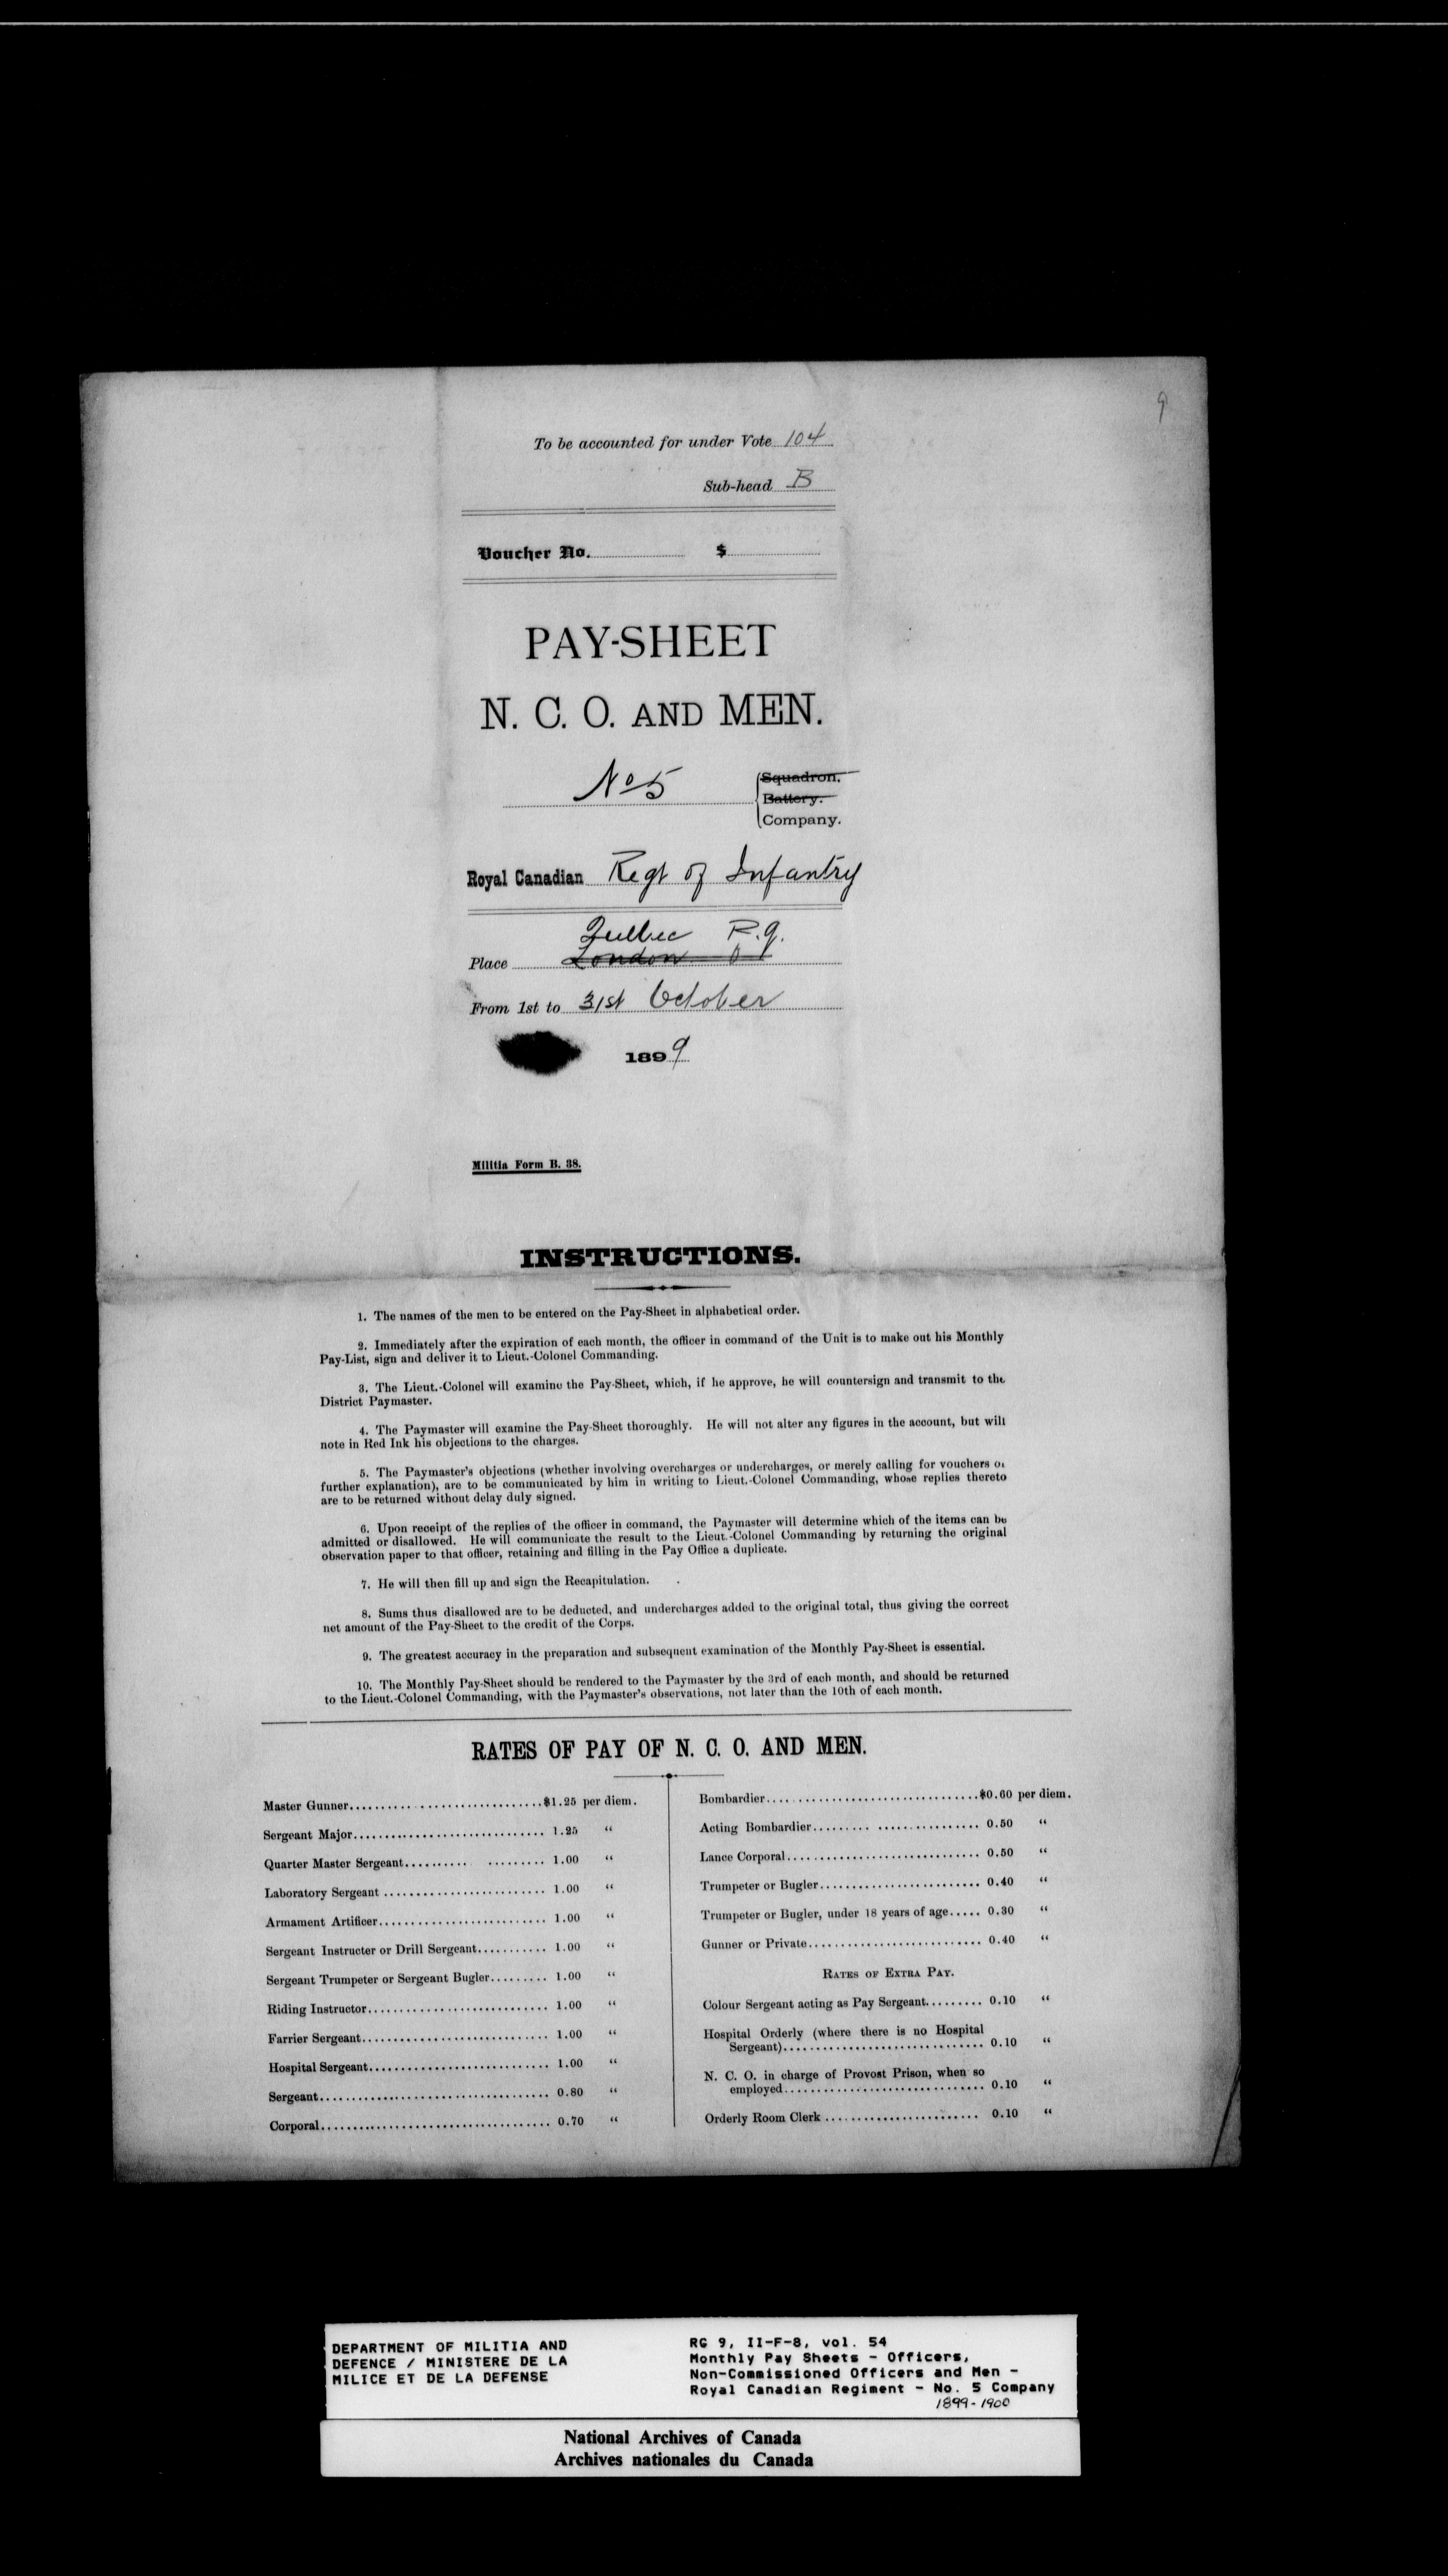 9
To be accounted for under Vote 104
Sub-head B
Voucher No. $
PAY-SHEET
N. C. O. AND MEN.
No 5
Squadron.
Battery.
Company.
Royal Canadian Regt of Infantry
Quebec P.Q.
Place London O
From 1st to 31st October
1899
Militia Form B. 38.
INSTRUCTIONS.
1. The names of the men to be entered on the Pay-Sheet in alphabetical order.
2. Immediately after the expiration of each month, the officer in command of the Unit is to make out his Monthly
Pay-List, sign and deliver it to Lieut.-Colonel Commanding.
3. The Lieut.-Colonel will examine the Pay-Sheet, which, if he approve, he will countersign and transmit to the
District Paymaster.
4. The Paymaster will examine the Pay-Sheet thoroughly. He will not alter any figures in the account, but will
note in Red Ink his objections to the charges.
5. The Paymaster's objections (whether involving overcharges or undercharges, or merely calling for vouchers or
further explanation), are to be communicated by him in writing to Lieut.-Colonel Commanding, whose replies thereto
are to be returned without delay duly signed.
6. Upon receipt of the replies of the officer in command, the Paymaster will determine which of the items can be
admitted or disallowed. He will communicate the result to the Lieut.-Colonel Commanding by returning the original
observation paper to that officer, retaining and filling in the Pay Office a duplicate.
7. He will then fill up and sign the Recapitulation.
8. Sums thus disallowed are to be deducted, and undercharges added to the original total, thus giving the correct
net amount of the Pay-Sheet to the credit of the Corps.
9. The greatest accuracy in the preparation and subsequent examination of the Monthly Pay-Sheet is essential.
10. The Monthly Pay-Sheet should be rendered to the Paymaster by the 3rd of each month, and should be returned
to the Lieut.-Colonel Commanding, with the Paymaster's observations, not later than the 10th of each month.
RATES OF PAY OF N. C. O. AND MEN.
Master Gunner $1.25 per diem.
Sergeant Major 1.25 "
Quarter Master Sergeant 1.00 "
Laboratory Sergeant 1.00 "
Armament Artificer 1.00 "
Sergeant Instructer or Drill Sergeant 1.00 "
Sergeant Trumpeter or Sergeant Bugler 1.00 "
Riding Instructor 1.00 "
Farrier Sergeant 1.00 "
Hospital Sergeant 1.00 "
Sergeant 0.80 "
Corporal 0.70 "
Bombardier $0.60 per diem.
Acting Bombardier 0.50 "
Lance Corporal 0.50 "
Trumpeter or Bugler 0.40 "
Trumpeter or Bugler, under 18 years of age 0.30 "
Gunner or Private 0.40 "
RATES OF EXTRA PAY.
Colour Sergeant acting as Pay Sergeant 0.10 "
Hospital Orderly (where there is no Hospital
Sergeant) 0.10 "
N. C. O. in charge of Provost Prison, when so
employed 0.10 "
Orderly Room Clerk 0.10 "
DEPARTMENT OF MILITIA AND
DEFENCE / MINISTERE DE LA
MILICE ET DE LA DEFENSE
RG 9, II-F-8, vol. 54
Monthly Pay Sheets - Officers,
Non-Commissioned Officers and Men -
Royal Canadian Regiment - No. 5 Company
1899-1900
National Archives of Canada
Archives nationales du Canada